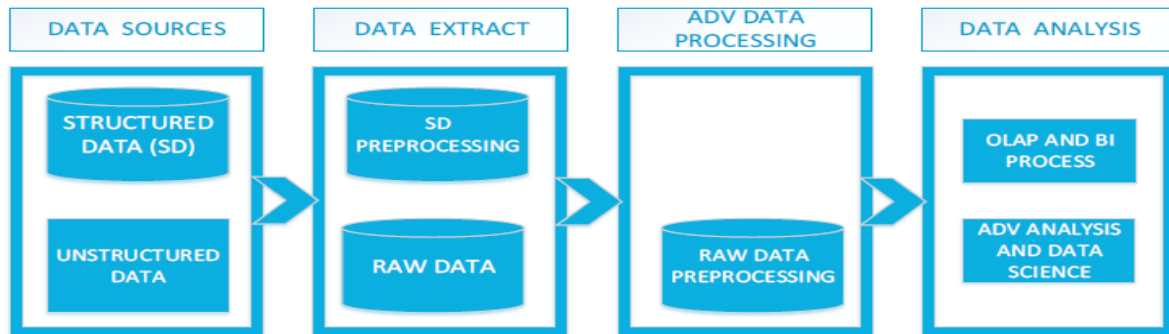 DATA SOURCES
DATA EXTRACT
ADV DATA
PROCESSING
DATA ANALYSIS
STRUCTURED
DATA (SD)
UNSTRUCTURED
DATA
SD
PREPROCESSING
RAW DATA
RAW DATA
PREPROCESSING
OLAP AND BI
PROCESS
ADV ANALYSIS
AND DATA
SCIENCE